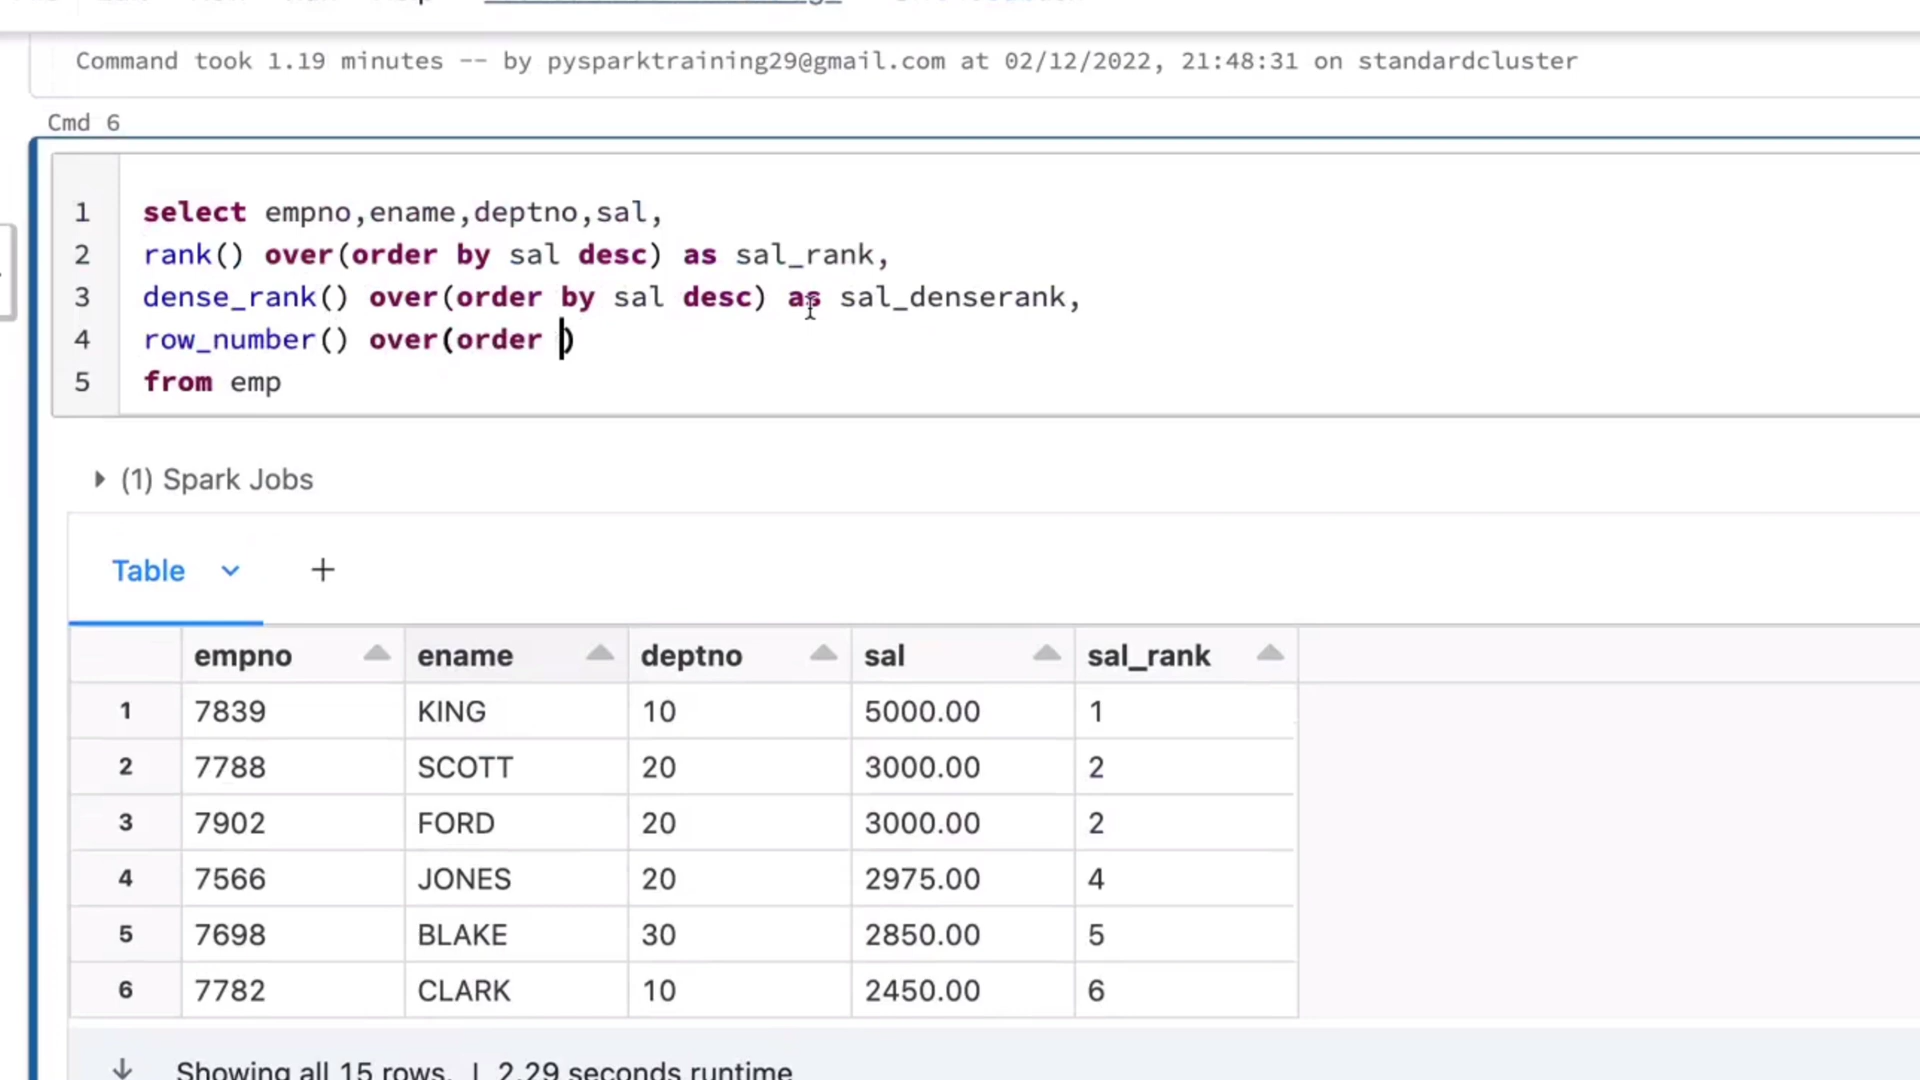 Command took 1.19 minutes -- by pysparktraining29@gmail.com at 02/12/2022, 21:48:31 on standardcluster
Cmd 6
1 select empno,ename,deptno,sal,
2 rank() over(order by sal desc) as sal_rank,
3 dense_rank() over(order by sal desc) as sal_denserank,
4 row_number() over(order )
5 from emp
(1) Spark Jobs
Table +
empno ename deptno sal sal_rank
1 7839 KING 10 5000.00 1
2 7788 SCOTT 20 3000.00 2
3 7902 FORD 20 3000.00 2
4 7566 JONES 20 2975.00 4
5 7698 BLAKE 30 2850.00 5
6 7782 CLARK 10 2450.00 6
Showing all 15 rows. | 2.29 seconds runtime